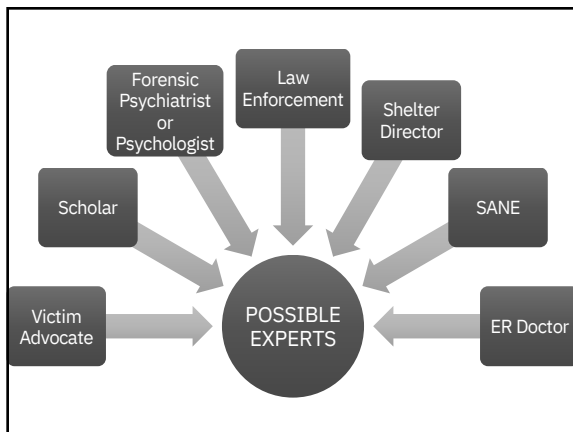 Victim
Advocate
Scholar
Forensic
Psychiatrist
or
Psychologist
Law
Enforcement
Shelter
Director
SANE
ER Doctor
POSSIBLE
EXPERTS